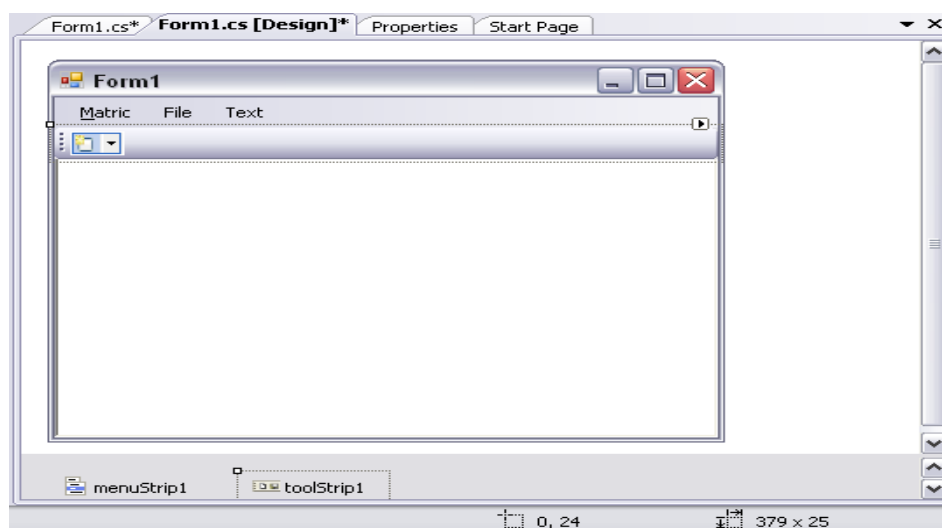 Form1.cs* Form1.cs [Design]* Properties Start Page
Form1
Matric File Text
menuStrip1 toolStrip1
0, 24 379 x 25